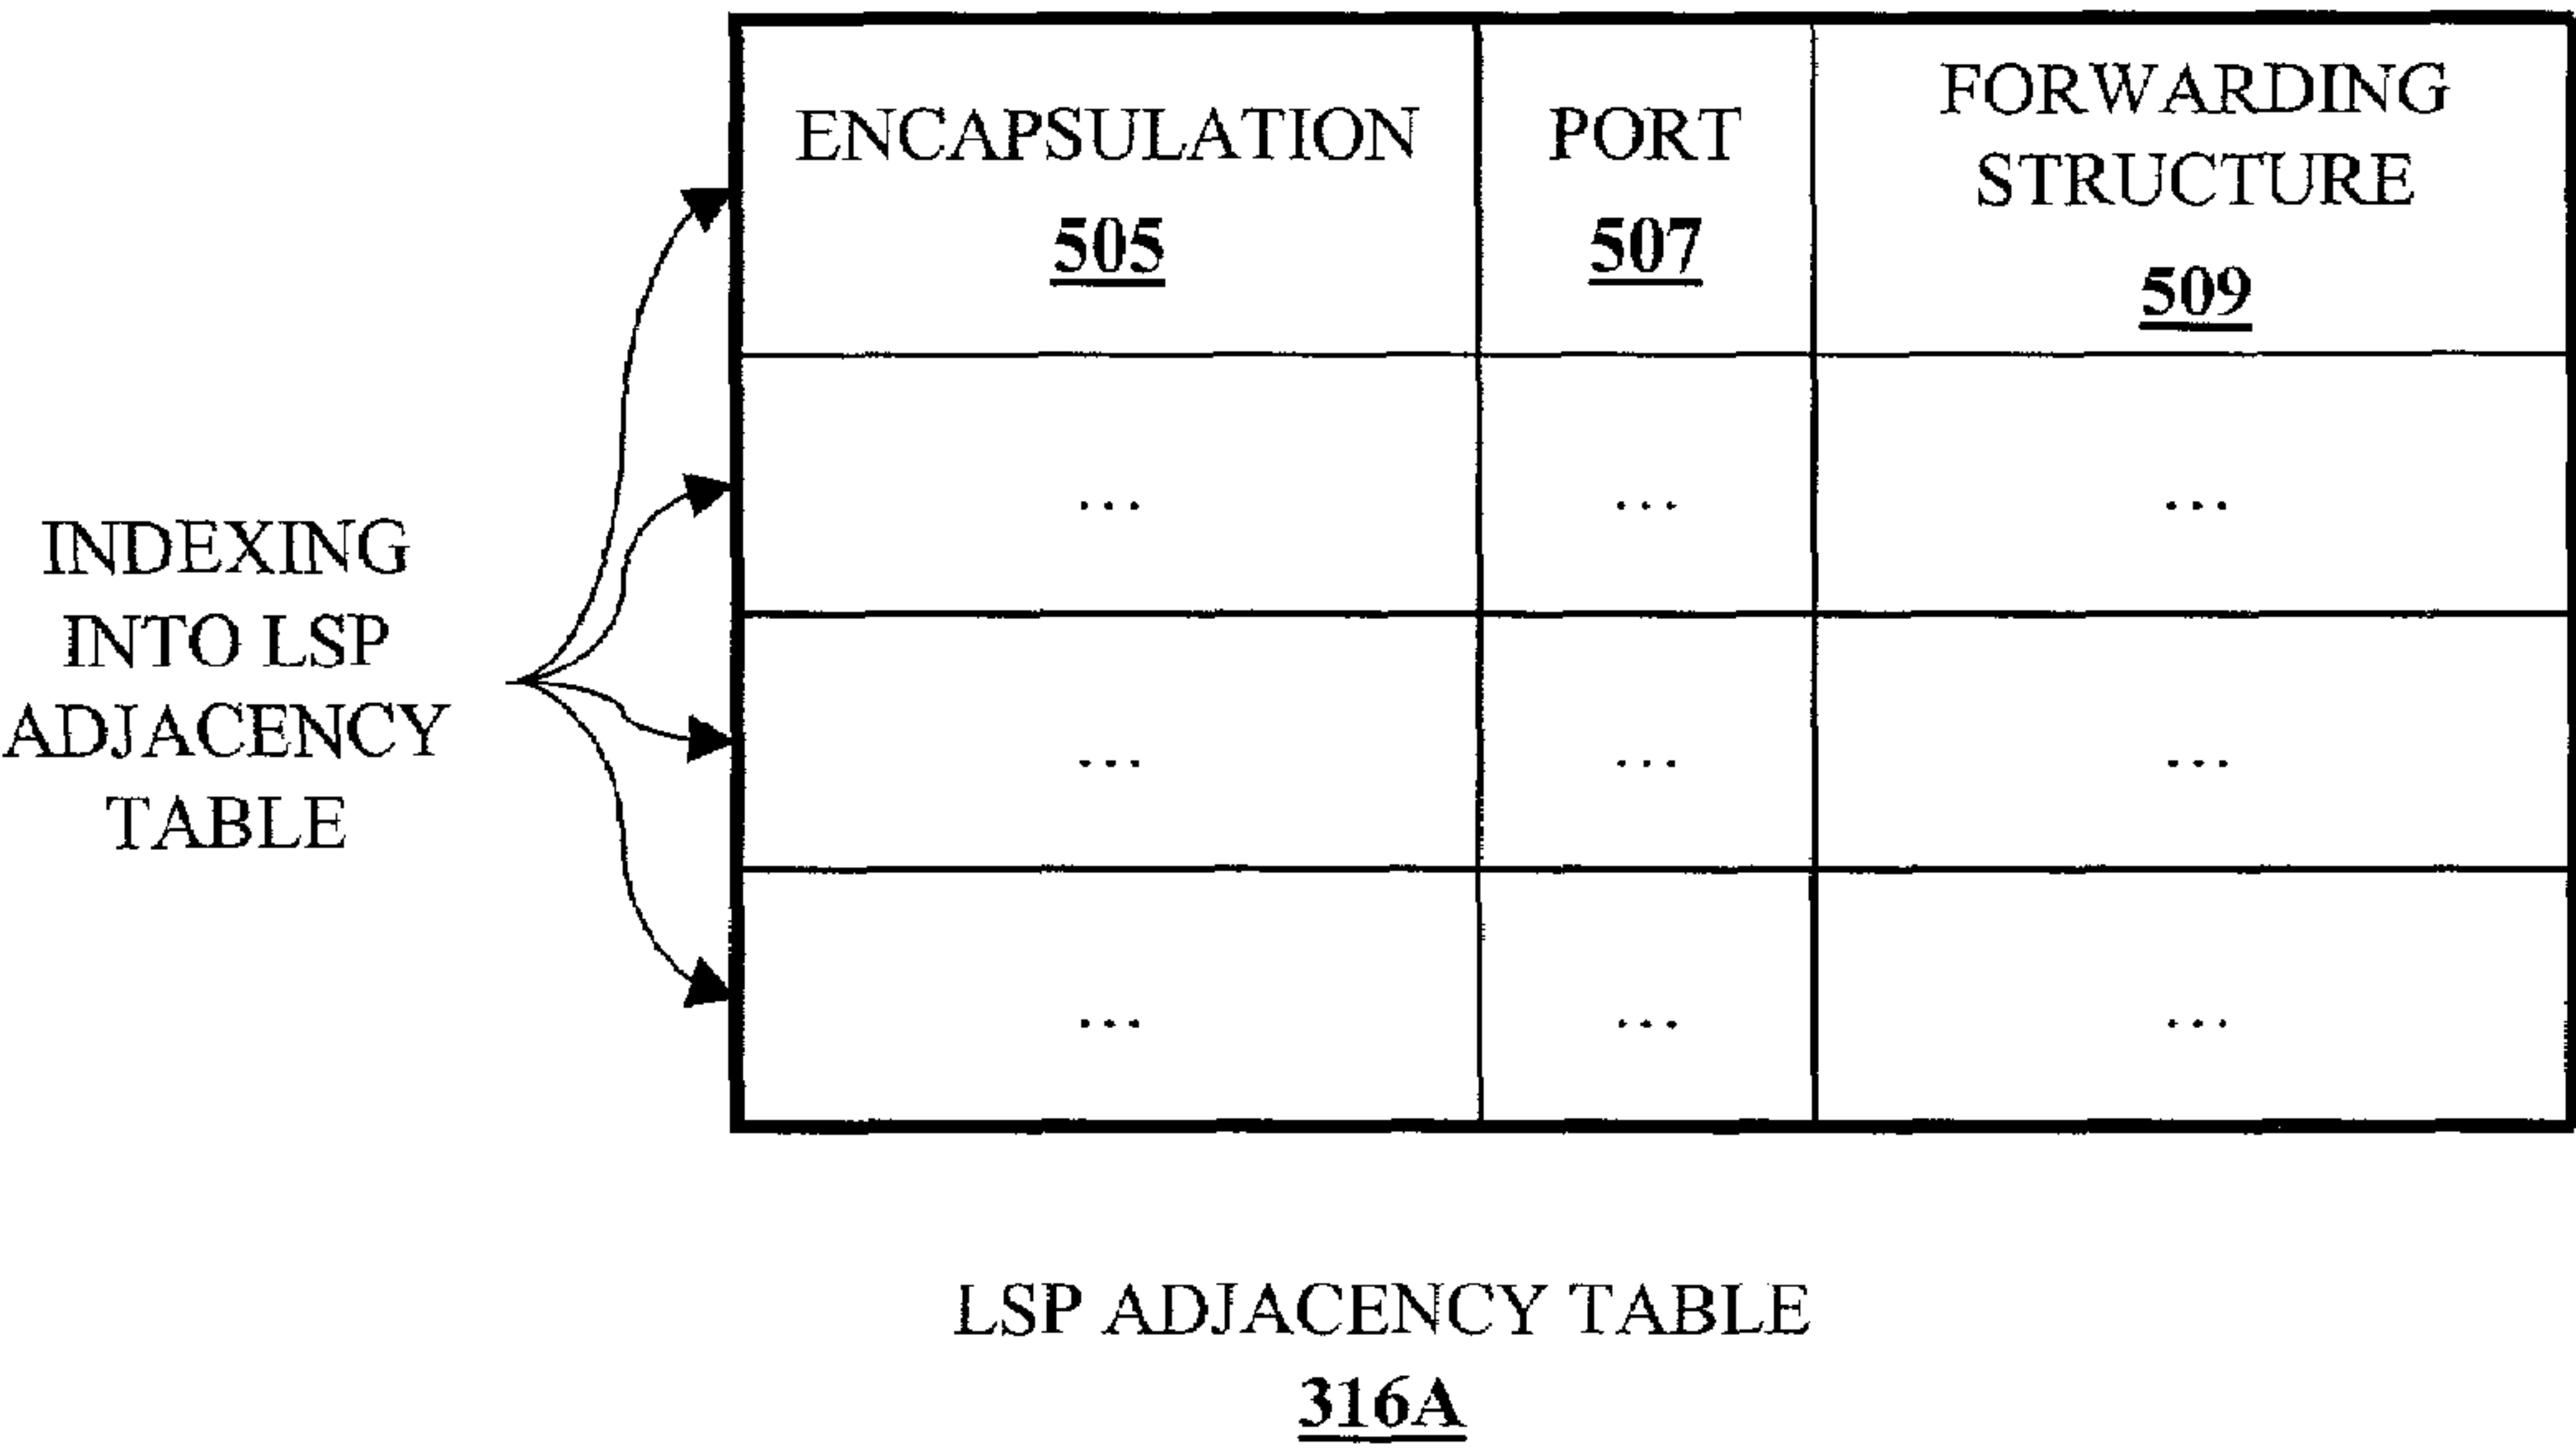 ENCAPSULATION
505
PORT
507
FORWARDING
STRUCTURE
509
INDEXING
INTO LSP
ADJACENCY
TABLE
... ... ...
... ... ...
... ... ...
LSP ADJACENCY TABLE
316A